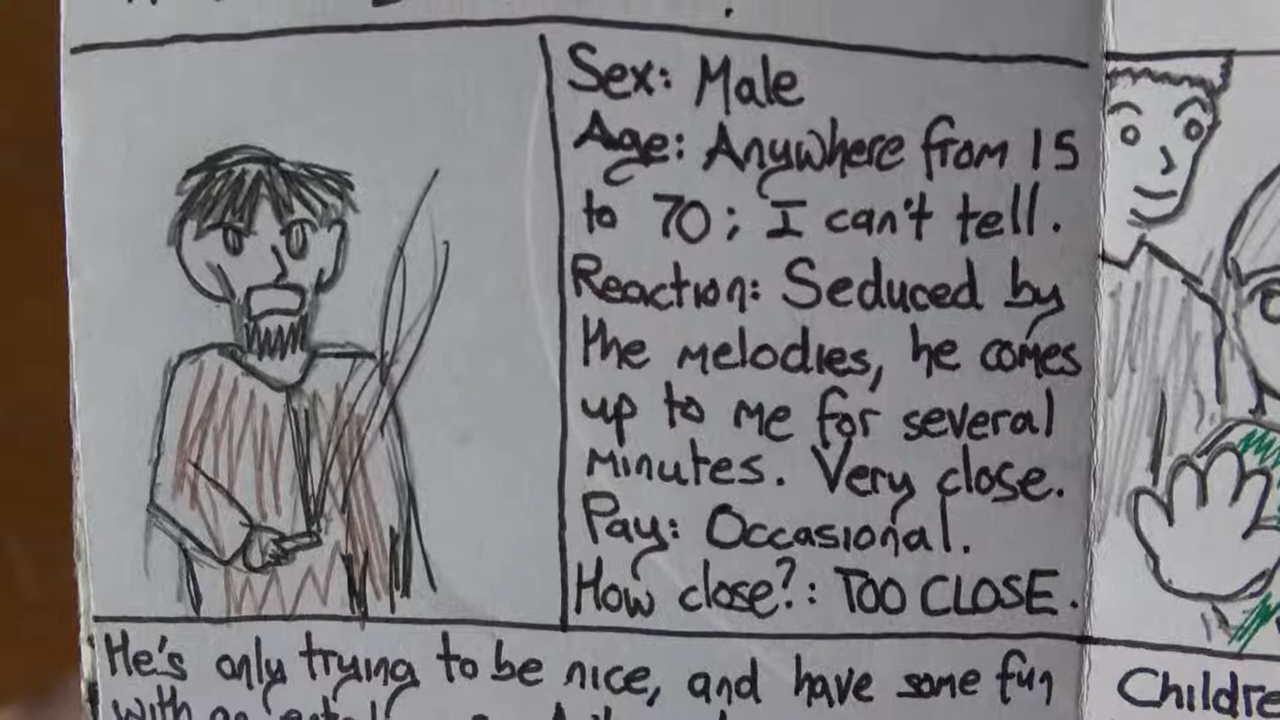 Sex: Male
Age: Anywhere from 15
to 70; I can't tell.
Reaction: Seduced by
the melodies, he comes
up to me for several
minutes. Very close.
Pay: Occasional.
How close?: TOO CLOSE.
He's only trying to be nice, and have some fun
with